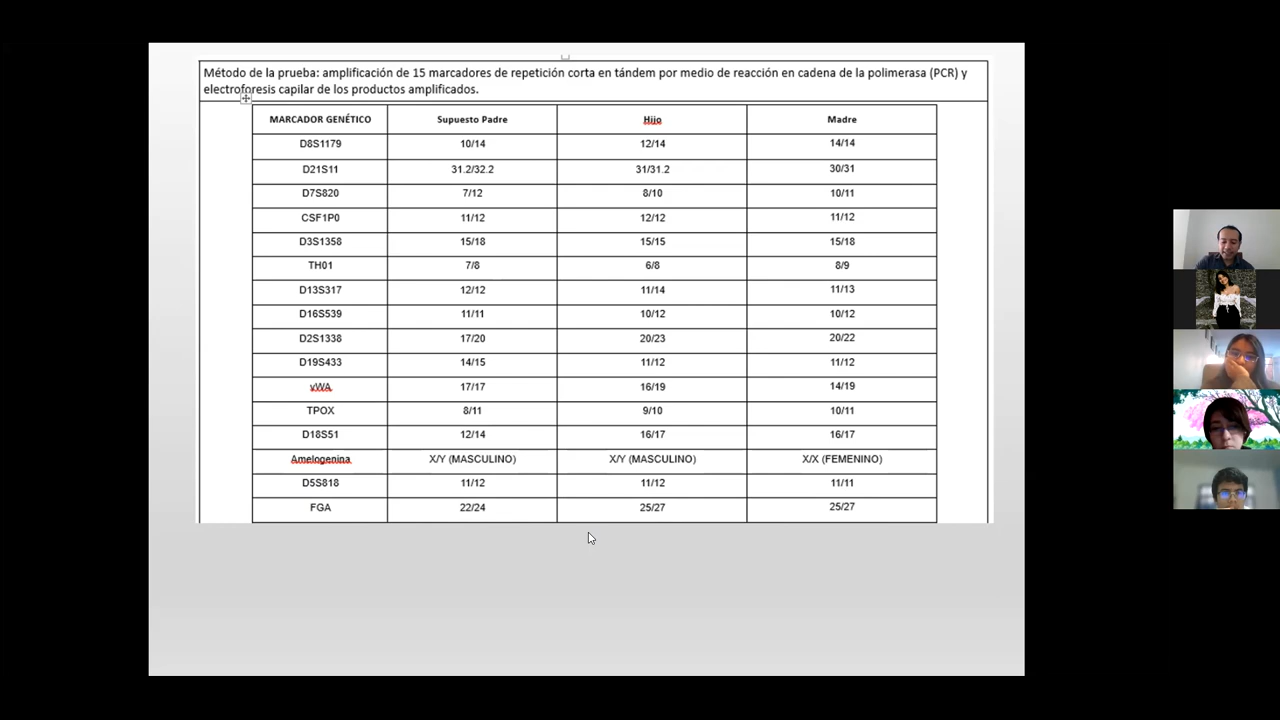 Método de la prueba: amplificación de 15 marcadores de repetición corta en tándem por medio de reacción en cadena de la polimerasa (PCR) y
electroforesis capilar de los productos amplificados.
MARCADOR GENÉTICO Supuesto Padre Hijo Madre
D8S1179 10/14 12/14 14/14
D21S11 31.2/32.2 31/31.2 30/31
D7S820 7/12 8/10 10/11
CSF1P0 11/12 12/12 11/12
D3S1358 15/18 15/15 15/18
TH01 7/8 6/8 8/9
D13S317 12/12 11/14 11/13
D16S539 11/11 10/12 10/12
D2S1338 17/20 20/23 20/22
D19S433 14/15 11/12 11/12
vWA 17/17 16/19 14/19
TPOX 8/11 9/10 10/11
D18S51 12/14 16/17 16/17
Amelogenina X/Y (MASCULINO) X/Y (MASCULINO) X/X (FEMENINO)
D5S818 11/12 11/12 11/11
FGA 22/24 25/27 25/27